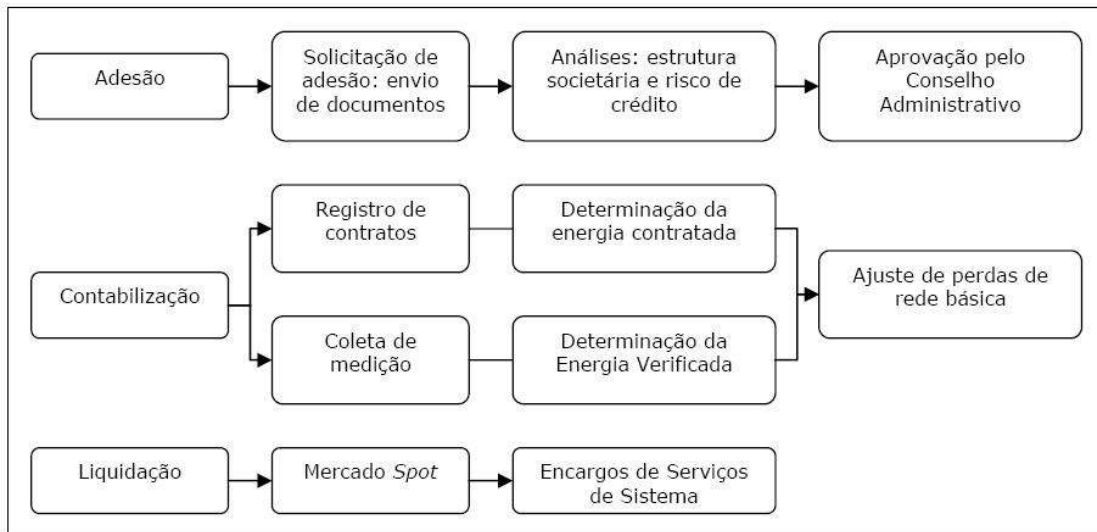 Adesão
Solicitação de
adesão: envio
de documentos
Análises: estrutura
societária e risco de
crédito
Aprovação pelo
Conselho
Administrativo
Contabilização
Registro de
contratos
Determinação da
energia contratada
Coleta de
medição
Determinação da
Energia Verificada
Ajuste de perdas de
rede básica
Liquidação
Mercado Spot
Encargos de Serviços
de Sistema